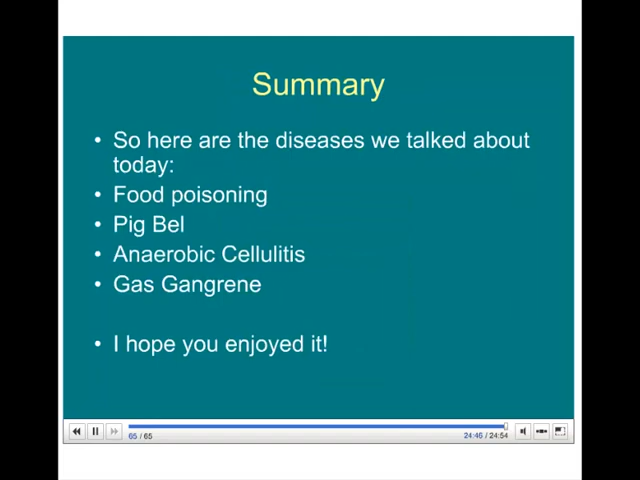 Summary
• So here are the diseases we talked about
today:
• Food poisoning
• Pig Bel
• Anaerobic Cellulitis
• Gas Gangrene
• I hope you enjoyed it!
65 / 65
24:46 / 24:54